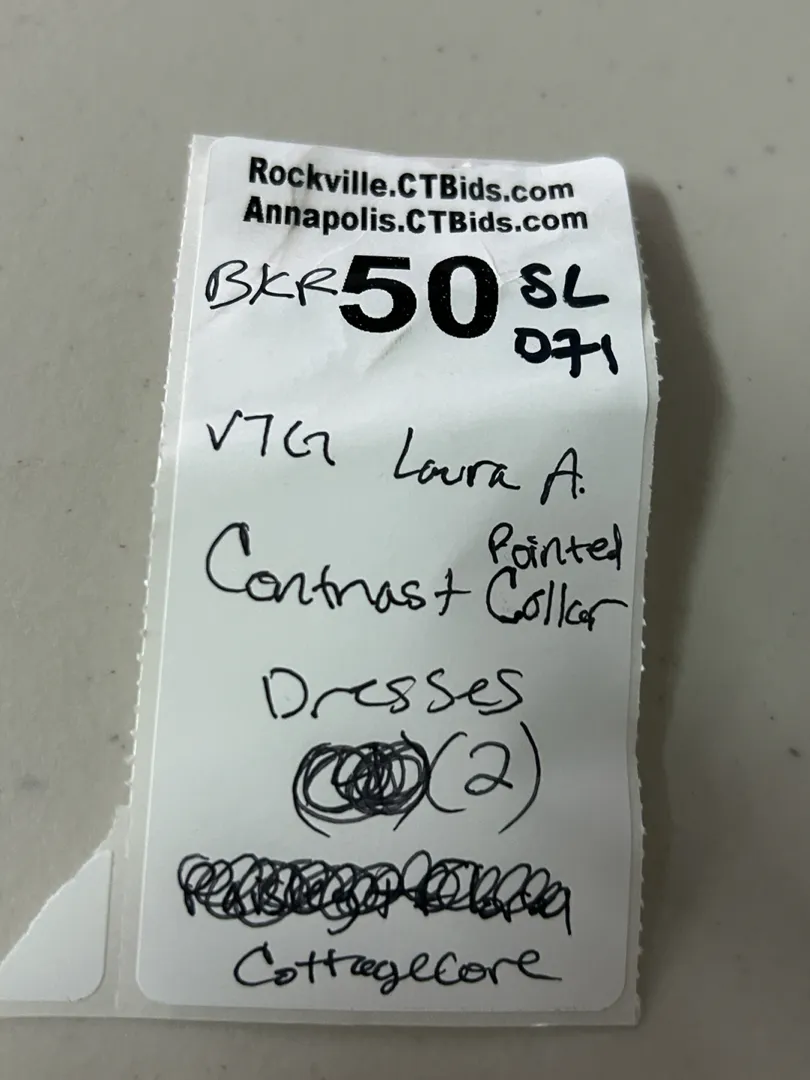 Rockville.CTBids.com
Annapolis.CTBids.com
BKR 50 SL
071
VTG Laura A.
Pointed
Contrast Collar
Dresses
(2)
Cottagecore